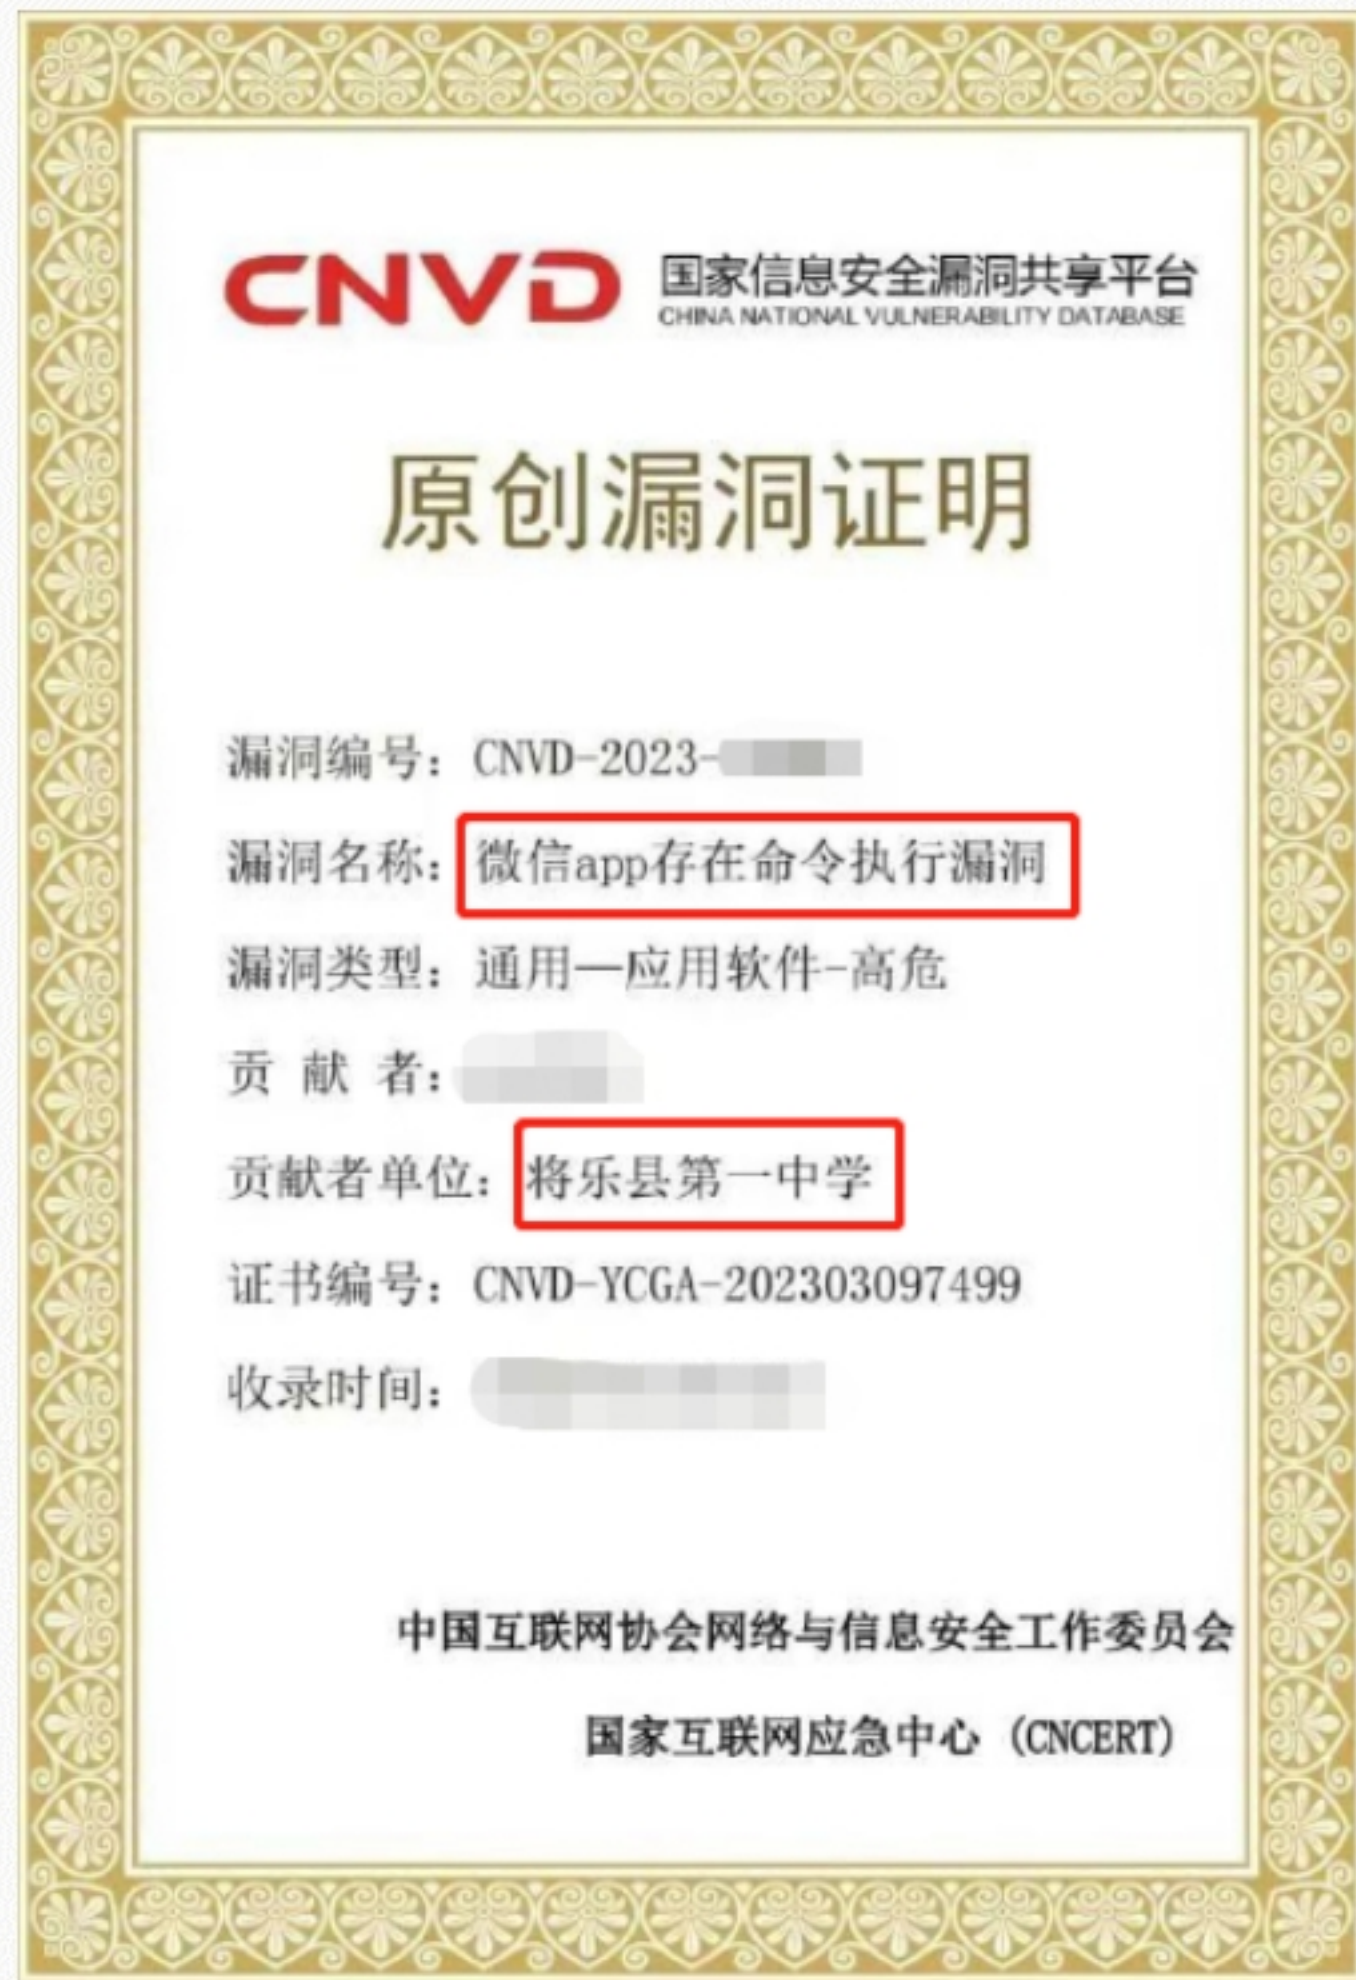 CNVD 国家信息安全漏洞共享平台
CHINA NATIONAL VULNERABILITY DATABASE
原创漏洞证明
漏洞编号：CNVD-2023-
漏洞名称：微信app存在命令执行漏洞
漏洞类型：通用—应用软件-高危
贡 献 者：
贡献者单位：将乐县第一中学
证书编号：CNVD-YCGA-202303097499
收录时间：
中国互联网协会网络与信息安全工作委员会
国家互联网应急中心 (CNCERT)